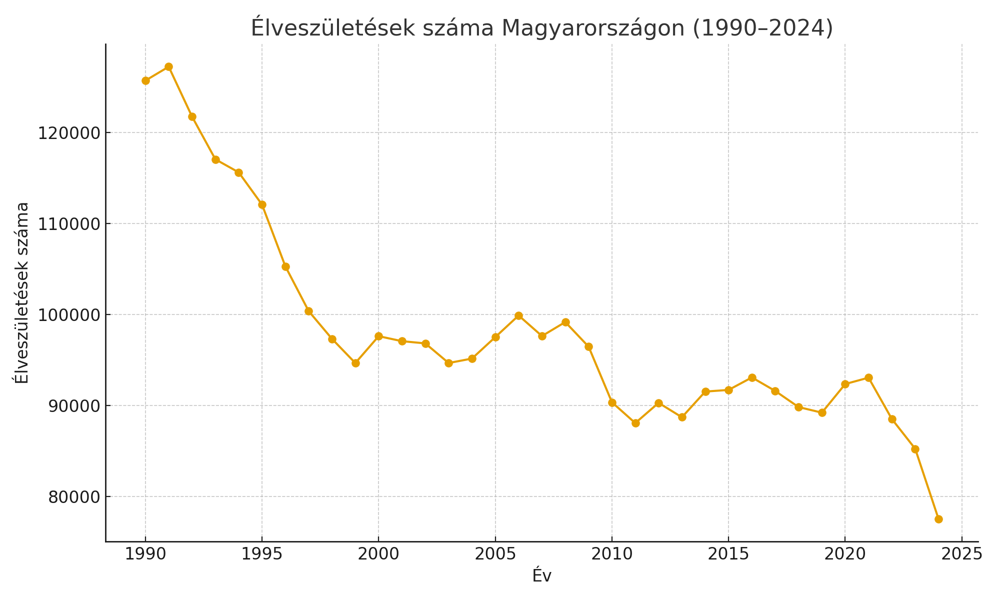 Élveszületések száma Magyarországon (1990–2024)
Élveszületések száma
120000
110000
100000
90000
80000
1990 1995 2000 2005 2010 2015 2020 2025
Év